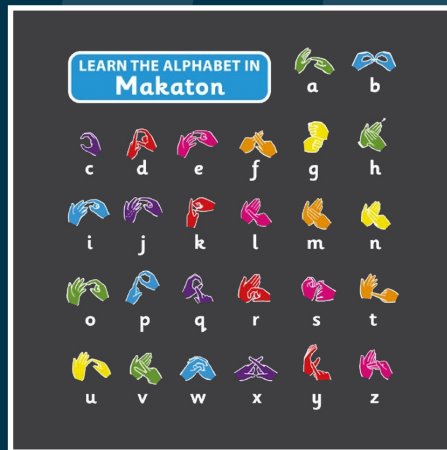 LEARN THE ALPHABET IN
Makaton
a b
c d e f g h
i j k l m n
o p q r s t
u v w x y z